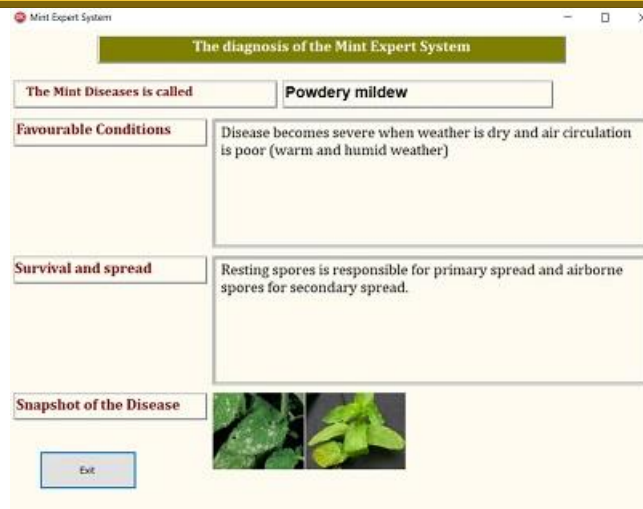 Mint Expert System
The diagnosis of the Mint Expert System
The Mint Diseases is called
Powdery mildew
Favourable Conditions
Disease becomes severe when weather is dry and air circulation
is poor (warm and humid weather)
Survival and spread
Resting spores is responsible for primary spread and airborne
spores for secondary spread.
Snapshot of the Disease
Exit